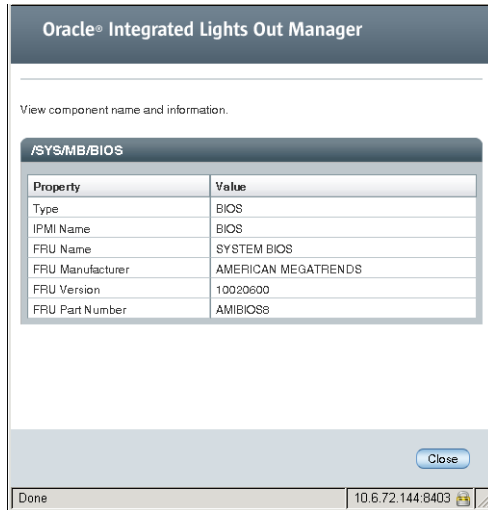 Oracle® Integrated Lights Out Manager
View component name and information.
/SYS/MB/BIOS
Property Value
Type BIOS
IPMI Name BIOS
FRU Name SYSTEM BIOS
FRU Manufacturer AMERICAN MEGATRENDS
FRU Version 10020600
FRU Part Number AMIBIOS8
Close
Done 10.6.72.144:8403